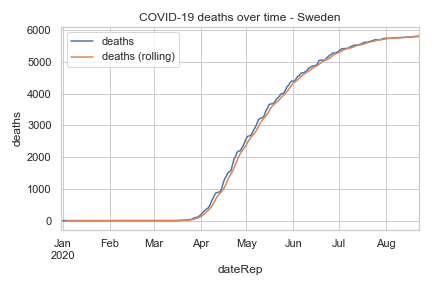 COVID-19 deaths over time - Sweden
deaths
deaths (rolling)
deaths
6000
5000
4000
3000
2000
1000
0
Jan Feb Mar Apr May Jun Jul Aug
2020
dateRep